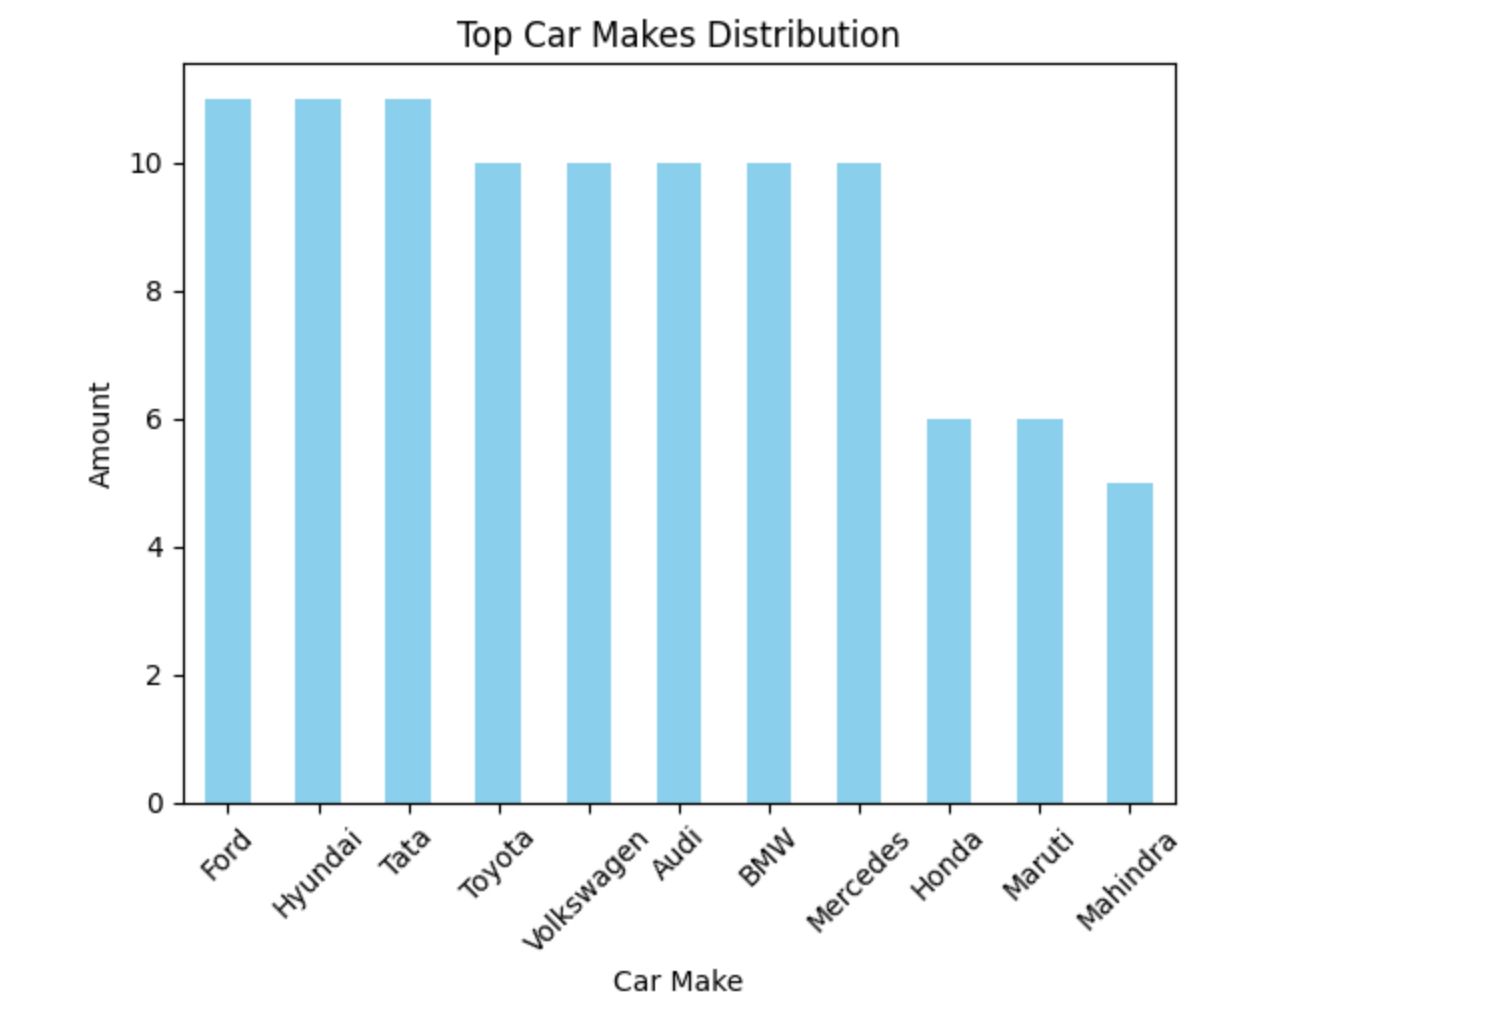 Top Car Makes Distribution
10
8
6
4
2
0
Amount
Ford
Hyundai
Tata
Toyota
Volkswagen
Audi
BMW
Mercedes
Honda
Maruti
Mahindra
Car Make